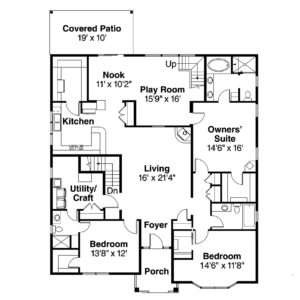 Covered Patio
19' x 10'
Up
Nook
11' x 10'2"
Play Room
15'9" x 16'
Kitchen
Owners'
Suite
14'6" x 16'
Living
16' x 21'4"
Utility/
Craft
Dn
Foyer
Bedroom
13'8" x 12'
Bedroom
14'6" x 11'8"
Porch